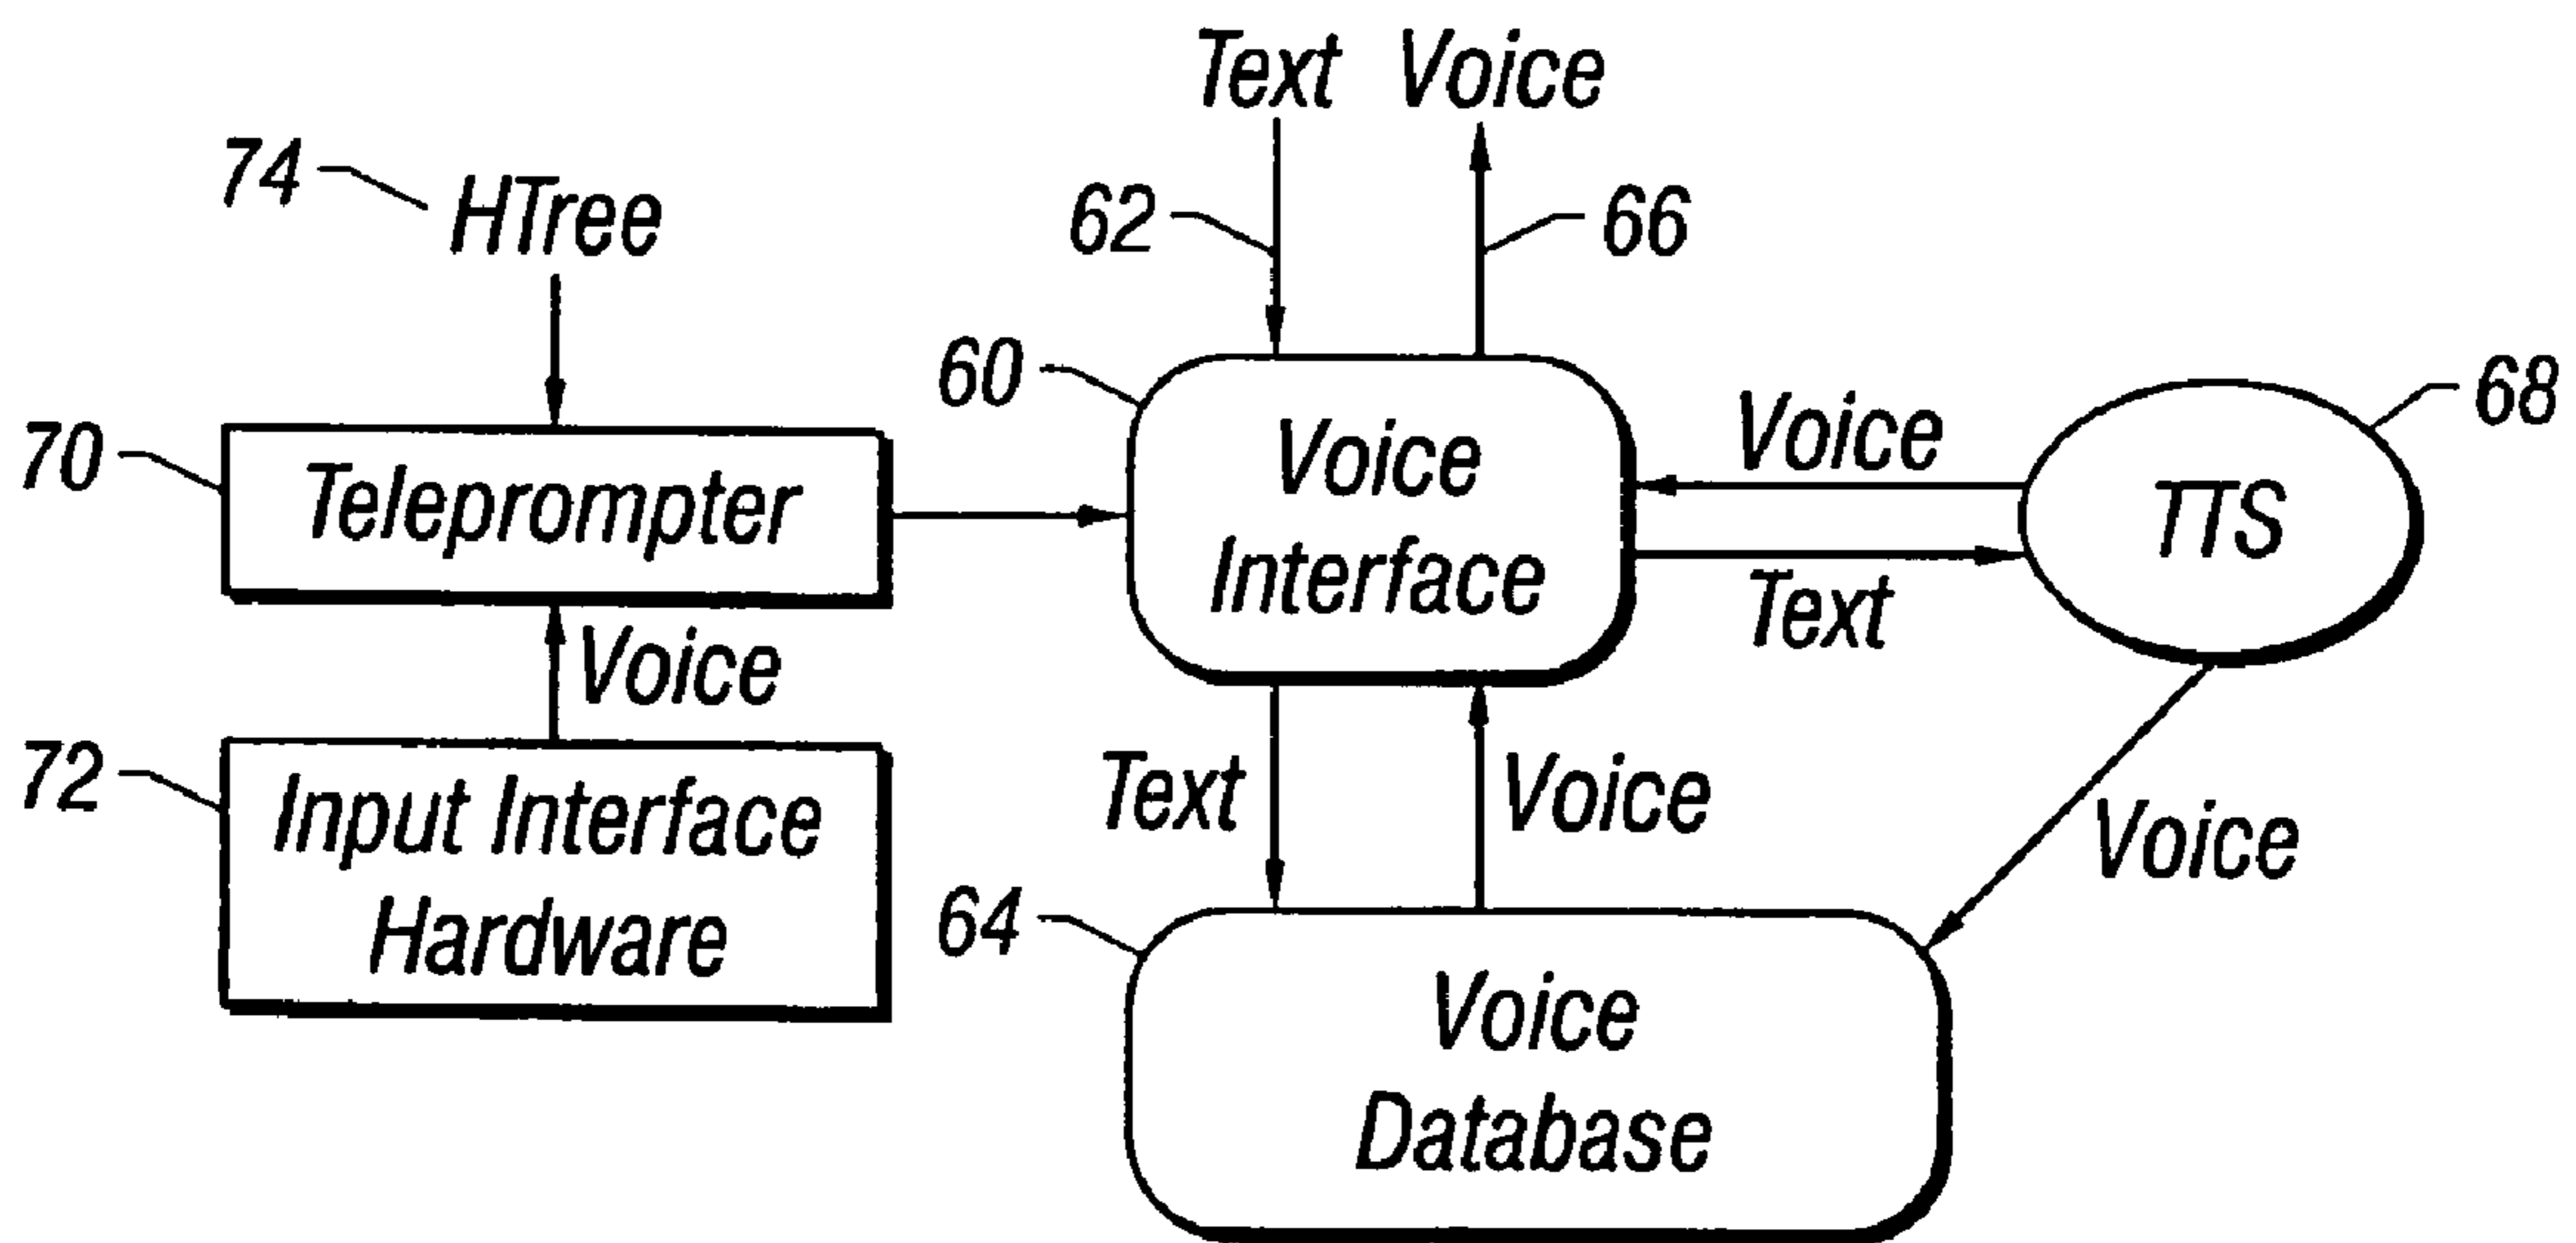 Text Voice
74
HTree
62
66
60
68
70
Teleprompter
Voice
Interface
Voice
TTS
Text
Voice
72
Input Interface
Hardware
Text
Voice
Voice
64
Voice
Database